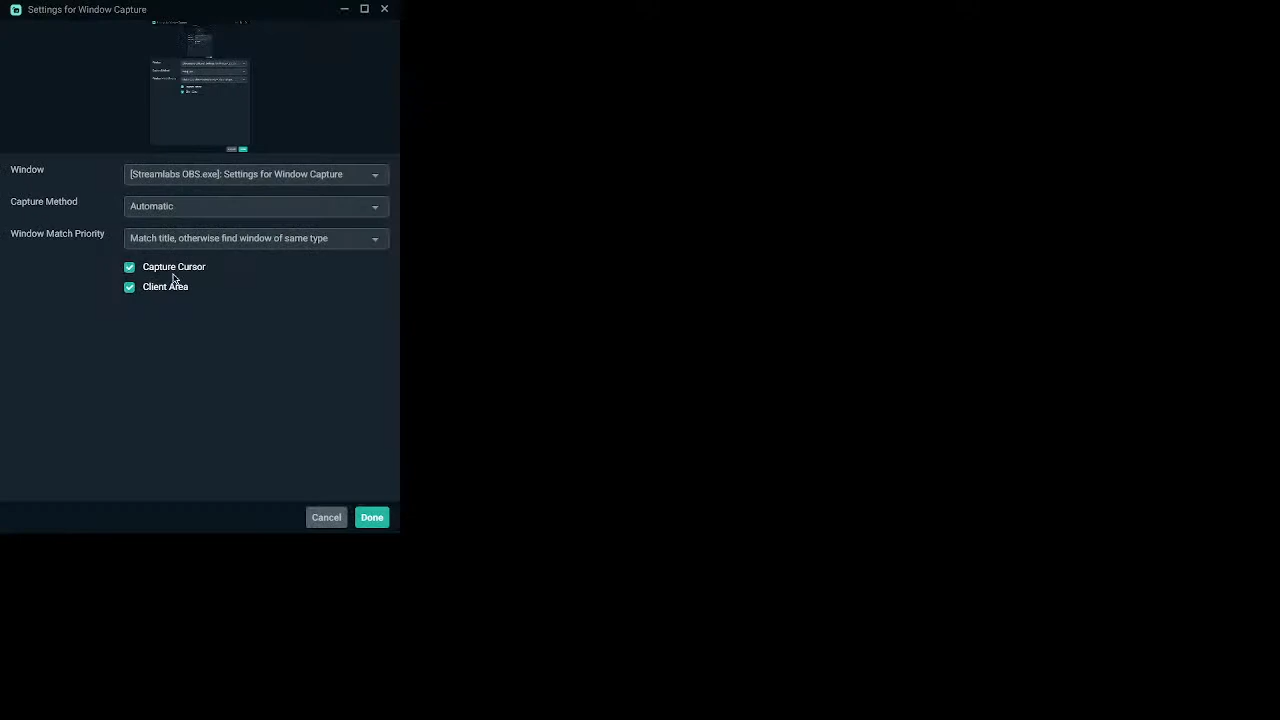 Settings for Window Capture
Window
[Streamlabs OBS.exe]: Settings for Window Capture
Capture Method
Automatic
Window Match Priority
Match title, otherwise find window of same type
Capture Cursor
Client Area
Cancel
Done